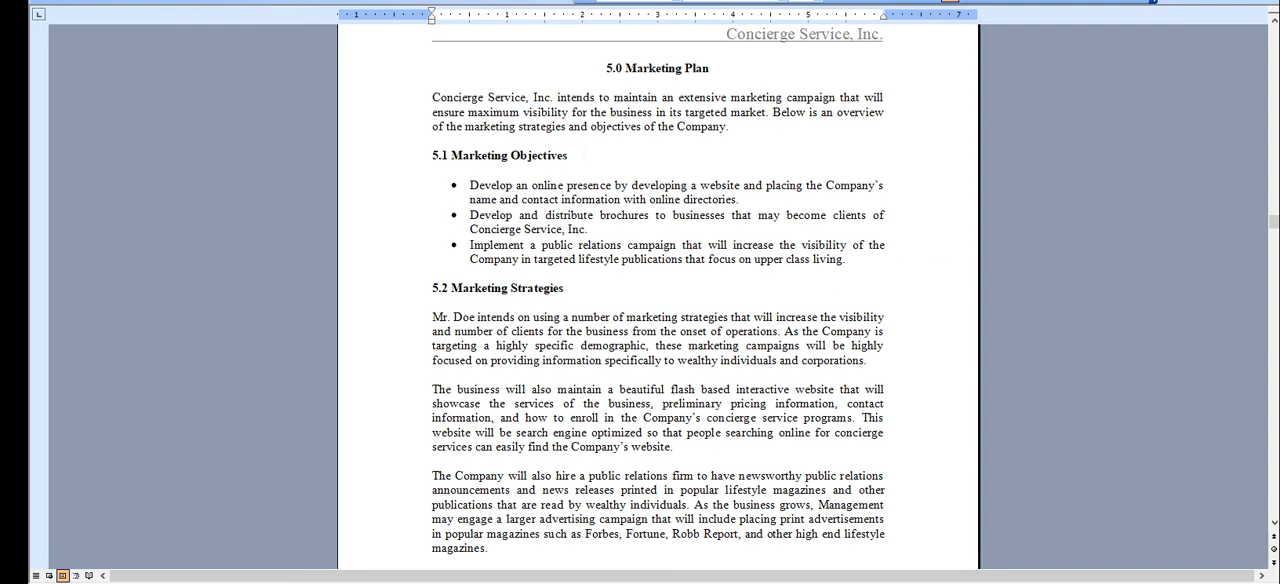 1 1 2 3 4 5 7
Concierge Service, Inc.
5.0 Marketing Plan
Concierge Service, Inc. intends to maintain an extensive marketing campaign that will
ensure maximum visibility for the business in its targeted market. Below is an overview
of the marketing strategies and objectives of the Company.
5.1 Marketing Objectives
• Develop an online presence by developing a website and placing the Company’s
name and contact information with online directories.
• Develop and distribute brochures to businesses that may become clients of
Concierge Service, Inc.
• Implement a public relations campaign that will increase the visibility of the
Company in targeted lifestyle publications that focus on upper class living.
5.2 Marketing Strategies
Mr. Doe intends on using a number of marketing strategies that will increase the visibility
and number of clients for the business from the onset of operations. As the Company is
targeting a highly specific demographic, these marketing campaigns will be highly
focused on providing information specifically to wealthy individuals and corporations.
The business will also maintain a beautiful flash based interactive website that will
showcase the services of the business, preliminary pricing information, contact
information, and how to enroll in the Company’s concierge service programs. This
website will be search engine optimized so that people searching online for concierge
services can easily find the Company’s website.
The Company will also hire a public relations firm to have newsworthy public relations
announcements and news releases printed in popular lifestyle magazines and other
publications that are read by wealthy individuals. As the business grows, Management
may engage a larger advertising campaign that will include placing print advertisements
in popular magazines such as Forbes, Fortune, Robb Report, and other high end lifestyle
magazines.